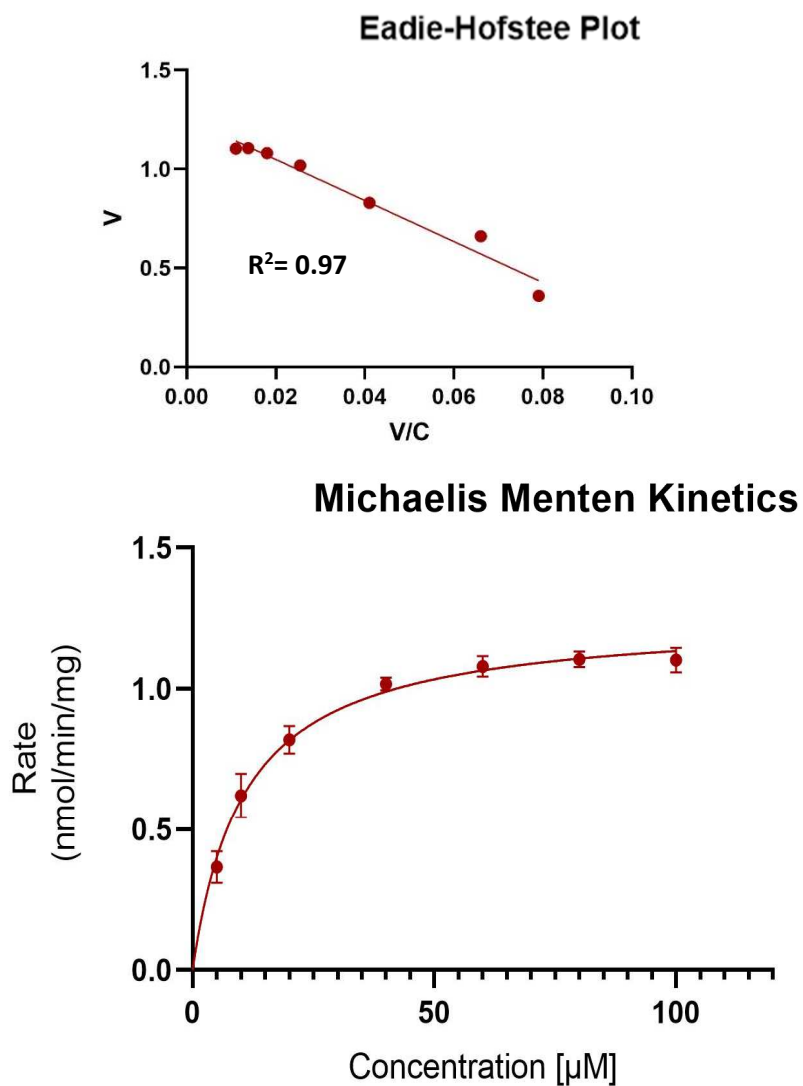 Eadie-Hofstee Plot
1.5
1.0
0.5
0.0
V
R²= 0.97
0.00 0.02 0.04 0.06 0.08 0.10
V/C
Michaelis Menten Kinetics
1.5
1.0
0.5
0.0
Rate
(nmol/min/mg)
0 50 100
Concentration [µM]